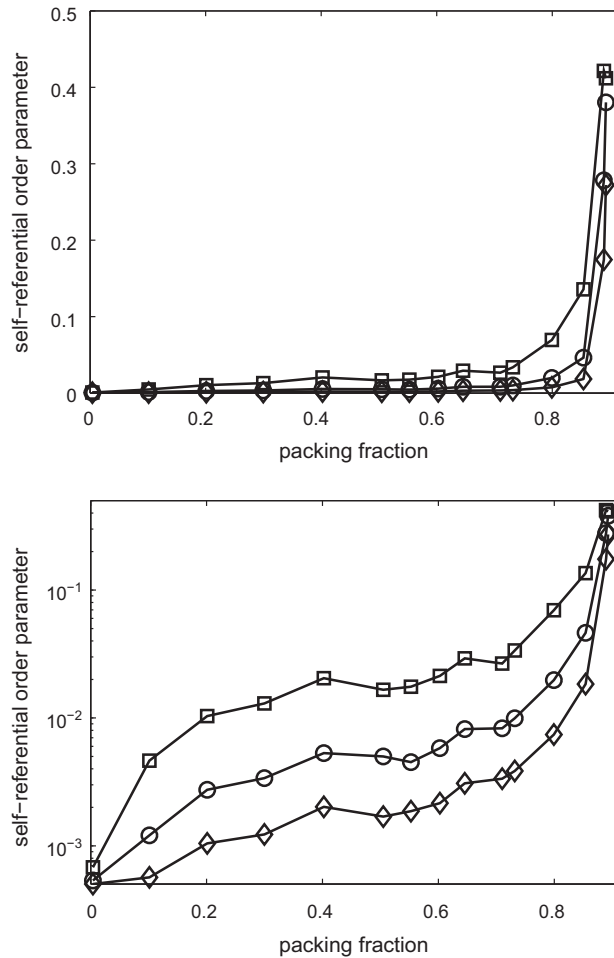 0.5
0.4
0.3
0.2
0.1
0
self−referential order parameter
0 0.2 0.4 0.6 0.8
packing fraction
10−1
10−2
10−3
self−referential order parameter
0 0.2 0.4 0.6 0.8
packing fraction